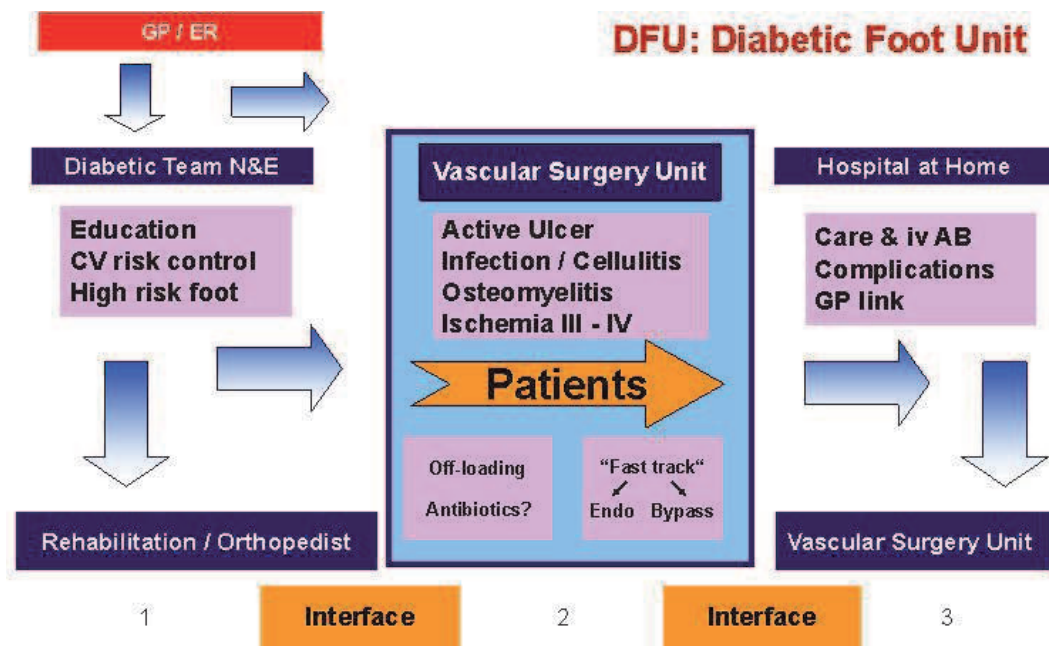 GP / ER
DFU: Diabetic Foot Unit
Diabetic Team N&E
Education
CV risk control
High risk foot
Rehabilitation / Orthopedist
Vascular Surgery Unit
Active Ulcer
Infection / Cellulitis
Osteomyelitis
Ischemia III - IV
Patients
Off-loading
Antibiotics?
"Fast track"
Endo Bypass
Hospital at Home
Care & iv AB
Complications
GP link
Vascular Surgery Unit
1 Interface 2 Interface 3